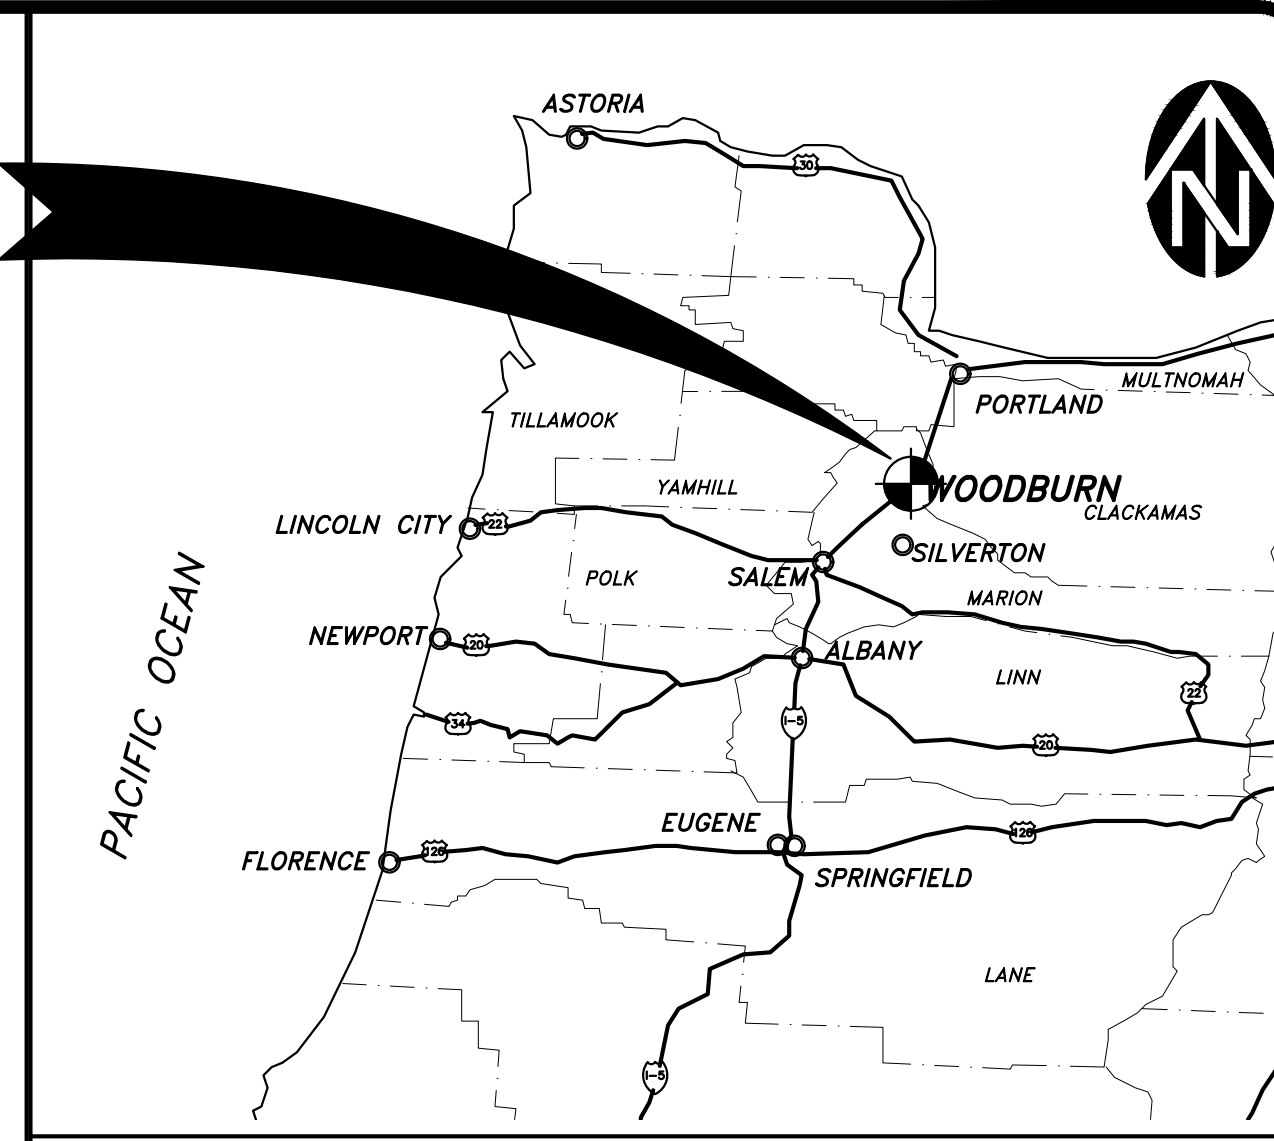 ASTORIA
30
N
MULTNOMAH
PORTLAND
TILLAMOOK
YAMHILL
WOODBURN
CLACKAMAS
LINCOLN CITY
22
SILVERTON
POLK
SALEM
MARION
NEWPORT
20
ALBANY
LINN
22
34
I-5
20
PACIFIC OCEAN
EUGENE
126
126
FLORENCE
SPRINGFIELD
LANE
I-5